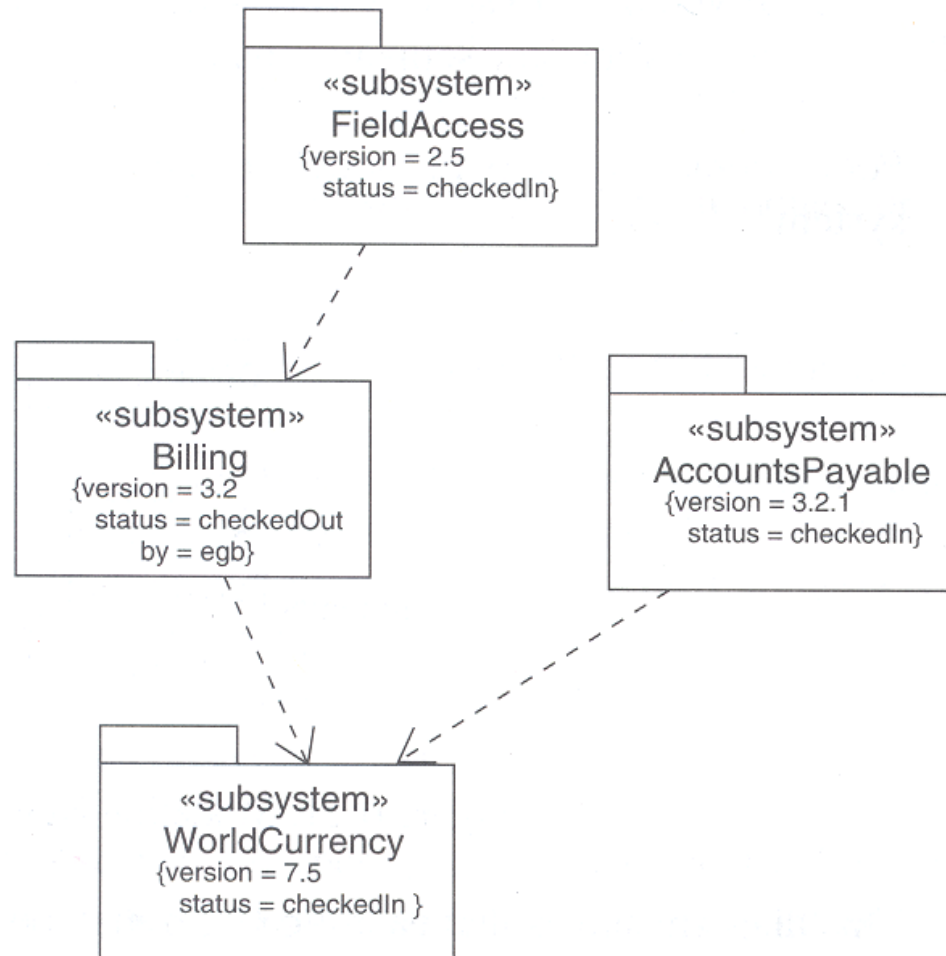 «subsystem»
FieldAccess
{version = 2.5
status = checkedIn}
«subsystem»
Billing
{version = 3.2
status = checkedOut
by = egb}
«subsystem»
AccountsPayable
{version = 3.2.1
status = checkedIn}
«subsystem»
WorldCurrency
{version = 7.5
status = checkedIn }